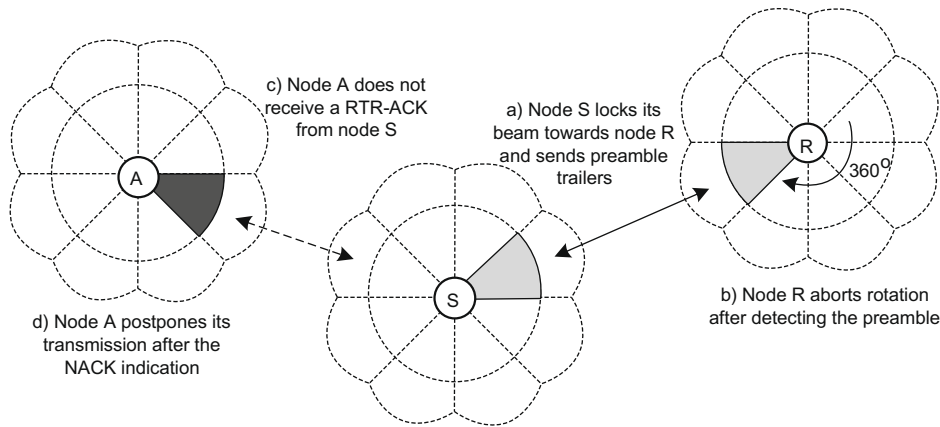 c) Node A does not
receive a RTR-ACK
from node S
a) Node S locks its
beam towards node R
and sends preamble
trailers
A
R
360o
S
d) Node A postpones its
transmission after the
NACK indication
b) Node R aborts rotation
after detecting the preamble